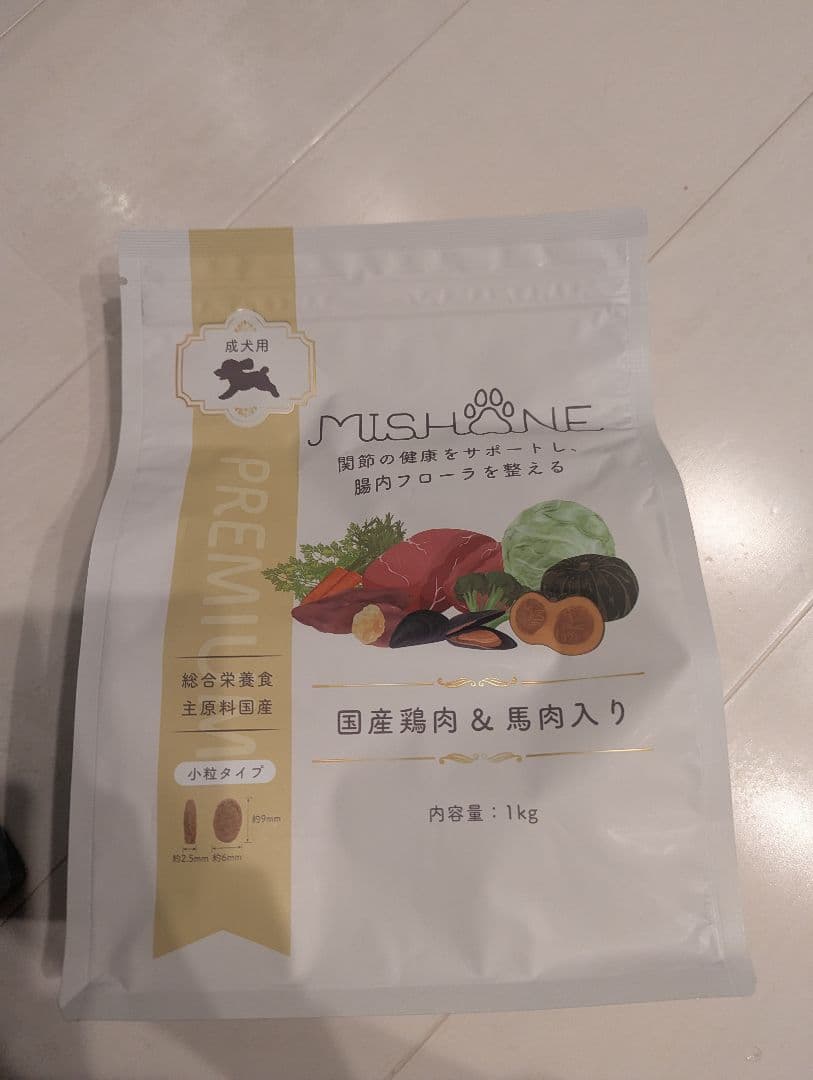 成犬用
MISHONE
関節の健康をサポートし、
腸内フローラを整える
PREMIUM
総合栄養食
主原料国産
小粒タイプ
約9mm
約2.5mm 約6mm
国産鶏肉 & 馬肉入り
内容量：1kg